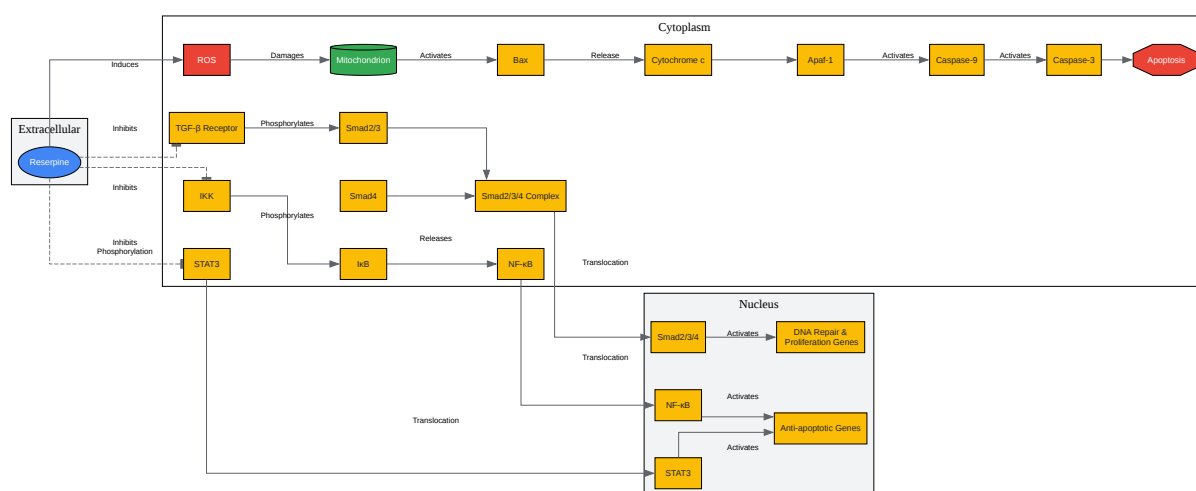 Cytoplasm
ROS
Damages
Mitochondrion
Activates
Bax
Release
Cytochrome c
Apaf-1
Activates
Caspase-9
Activates
Caspase-3
Apoptosis
Induces
Extracellular
Reserpine
Inhibits
TGF-β Receptor
Phosphorylates
Smad2/3
Inhibits
IKK
Phosphorylates
Smad4
Smad2/3/4 Complex
Inhibits
Phosphorylation
STAT3
IκB
Releases
NF-κB
Translocation
Nucleus
Smad2/3/4
Activates
DNA Repair &
Proliferation Genes
Translocation
NF-κB
Activates
Anti-apoptotic Genes
Translocation
Activates
STAT3